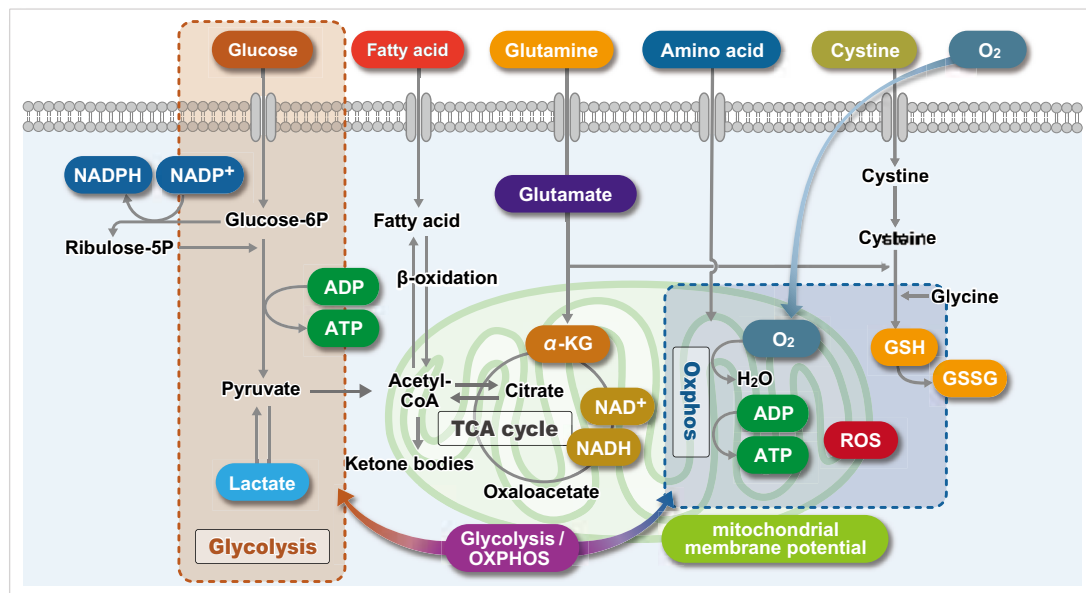 Glucose
Fatty acid
Glutamine
Amino acid
Cystine
O₂
NADPH
NADP⁺
Glutamate
Cystine
Glucose-6P
Fatty acid
Ribulose-5P
β-oxidation
Glycine
ADP
ATP
α-KG
O₂
GSH
GSSG
H₂O
Oxphos
Pyruvate
Acetyl-
CoA
Citrate
NAD⁺
ADP
TCA cycle
NADH
ATP
ROS
Ketone bodies
Lactate
Oxaloacetate
Glycolysis
Glycolysis /
OXPHOS
mitochondrial
membrane potential